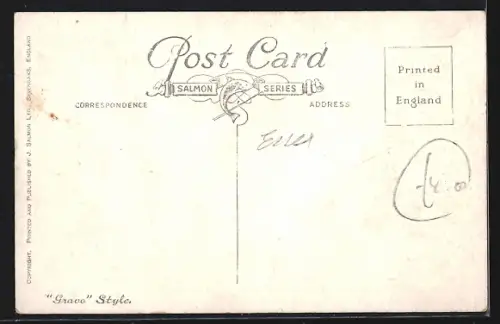 Post Card
SALMON SERIES
CORRESPONDENCE
ADDRESS
Printed
in
England
COPYRIGHT. PRINTED AND PUBLISHED BY J. SALMON LTD., SEVENOAKS, ENGLAND
"Gravo" Style.